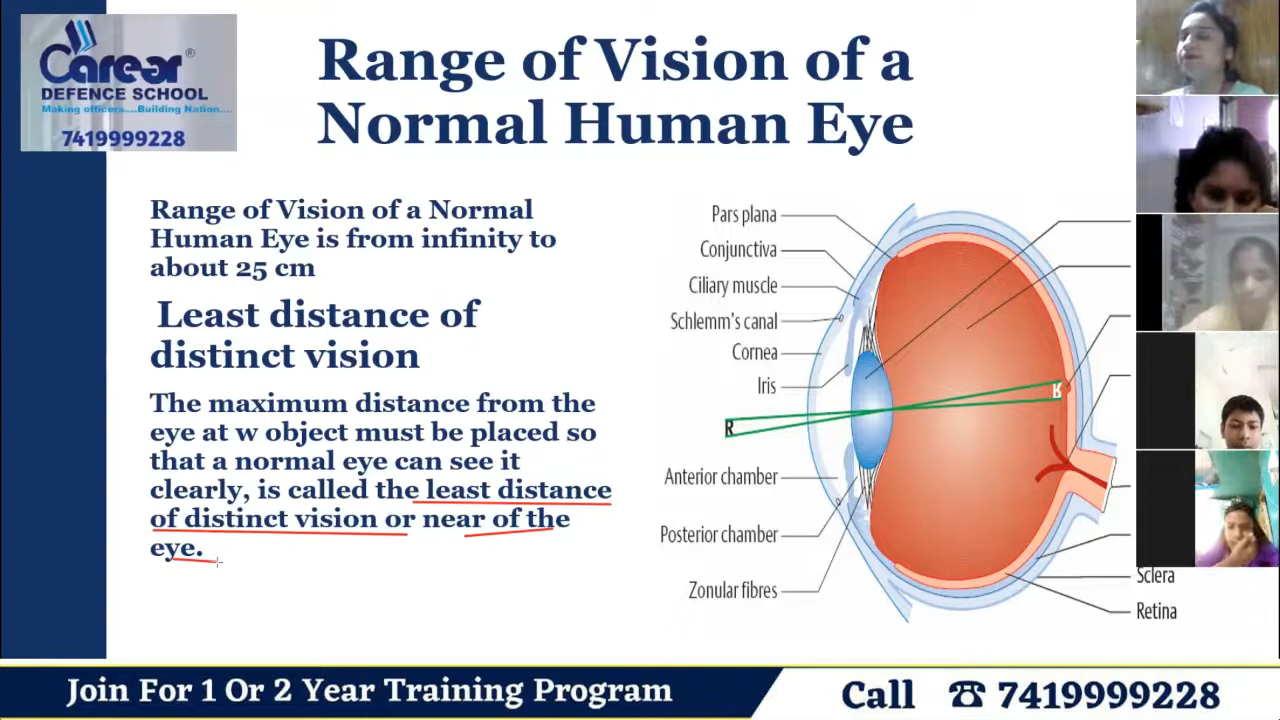 Carear®
DEFENCE SCHOOL
Making officers....Building Nation....
7419999228
Range of Vision of a
Normal Human Eye
Range of Vision of a Normal
Human Eye is from infinity to
about 25 cm
Least distance of
distinct vision
The maximum distance from the
eye at w object must be placed so
that a normal eye can see it
clearly, is called the least distance
of distinct vision or near of the
eye.
Pars plana
Conjunctiva
Ciliary muscle
Schlemm's canal
Cornea
Iris
R
R
Anterior chamber
Posterior chamber
Zonular fibres
Sclera
Retina
Join For 1 Or 2 Year Training Program
Call ☎ 7419999228